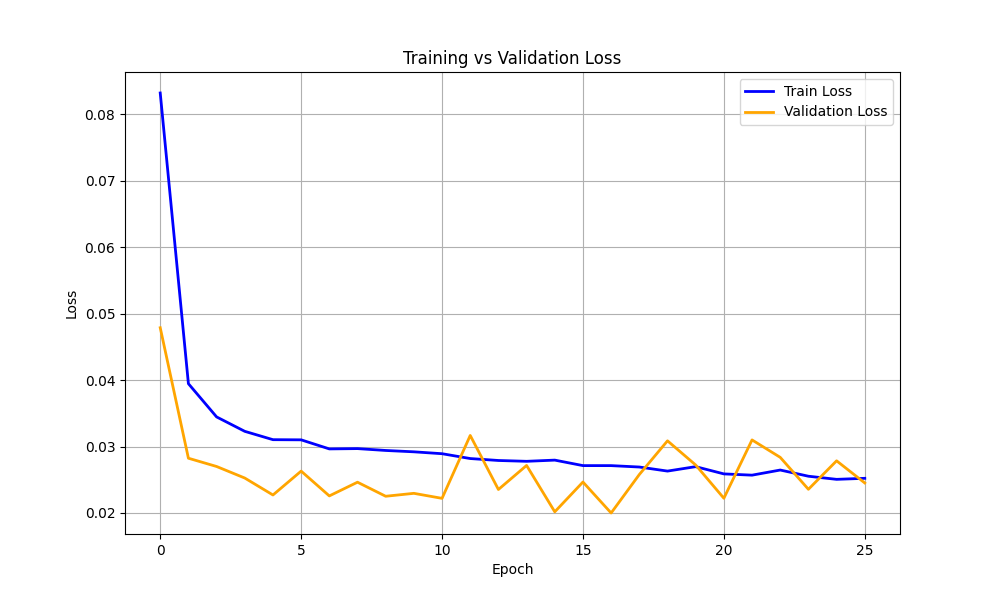 Training vs Validation Loss
Train Loss
Validation Loss
0.08
0.07
0.06
0.05
0.04
0.03
0.02
Loss
0 5 10 15 20 25
Epoch